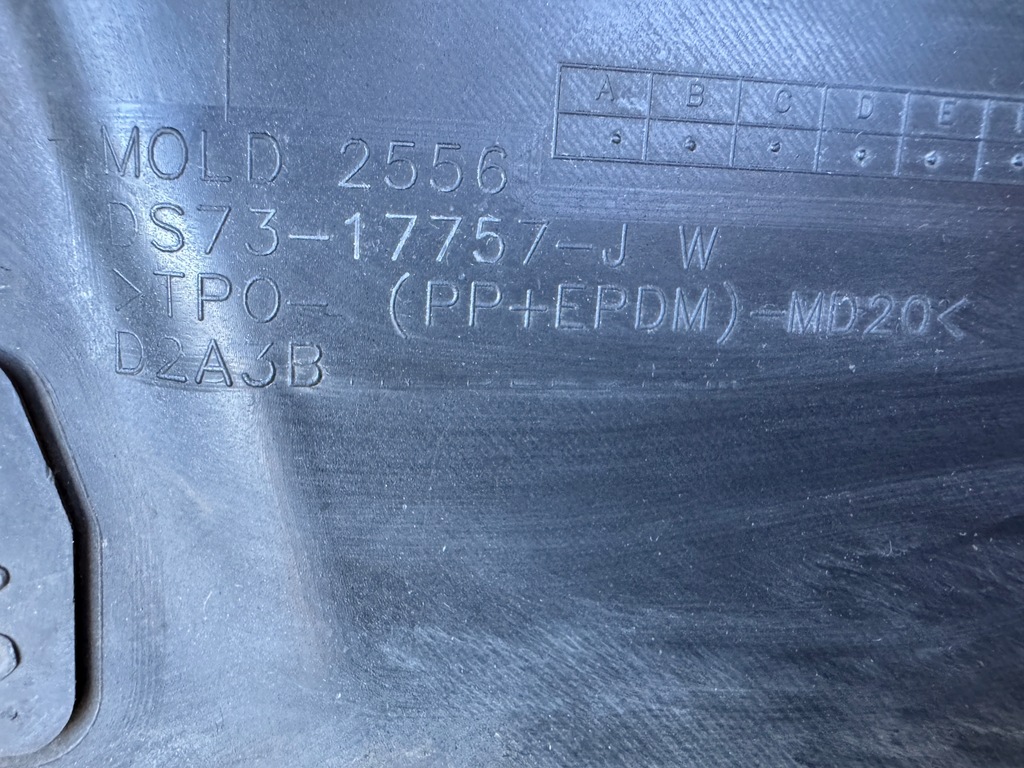 A B C D E
MOLD 2556
DS73-17757-J W
>TPO- (PP+EPDM)-MD20<
D2A3B